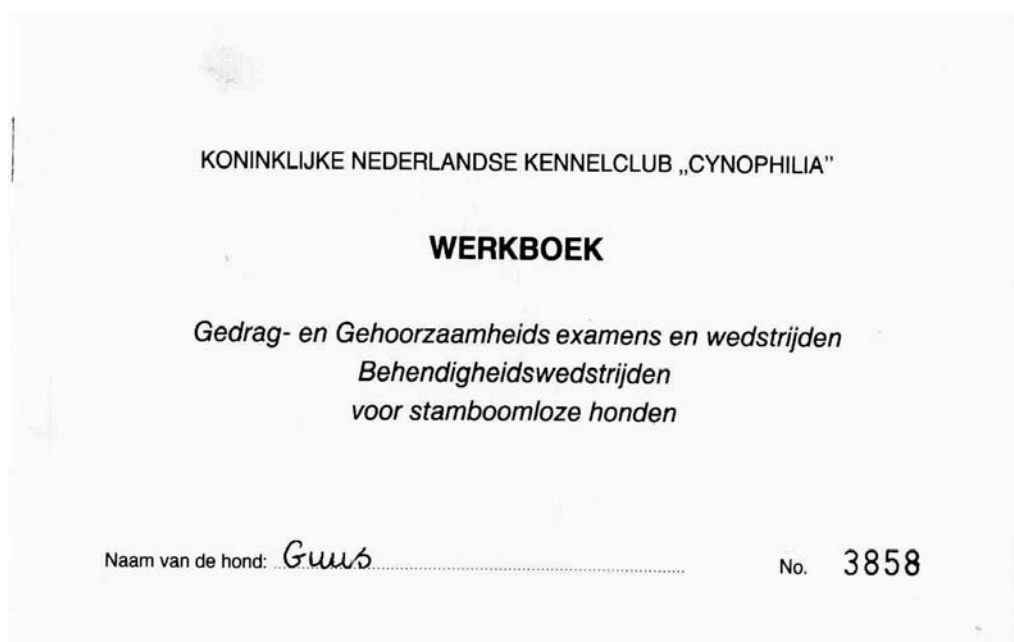 KONINKLIJKE NEDERLANDSE KENNELCLUB „CYNOPHILIA”
WERKBOEK
Gedrag- en Gehoorzaamheids examens en wedstrijden
Behendigheidswedstrijden
voor stamboomloze honden
Naam van de hond: Guus No. 3858